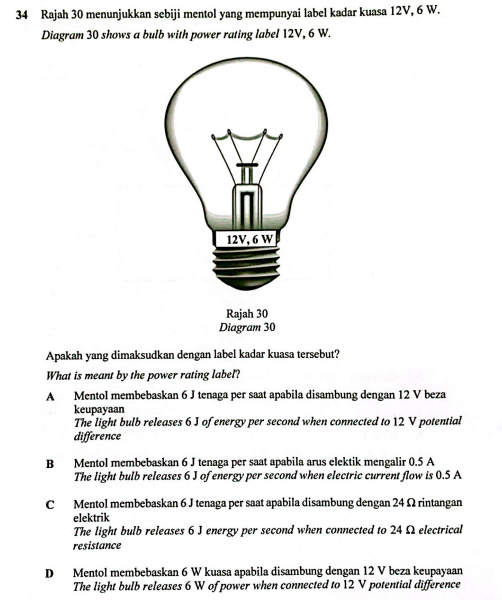 34 Rajah 30 menunjukkan sebiji mentol yang mempunyai label kadar kuasa 12V, 6 W.
Diagram 30 shows a bulb with power rating label 12V, 6 W.
12V, 6 W
Rajah 30
Diagram 30
Apakah yang dimaksudkan dengan label kadar kuasa tersebut?
What is meant by the power rating label?
A Mentol membebaskan 6 J tenaga per saat apabila disambung dengan 12 V beza
keupayaan
The light bulb releases 6 J of energy per second when connected to 12 V potential
difference
B Mentol membebaskan 6 J tenaga per saat apabila arus elektik mengalir 0.5 A
The light bulb releases 6 J of energy per second when electric current flow is 0.5 A
C Mentol membebaskan 6 J tenaga per saat apabila disambung dengan 24 Ω rintangan
elektrik
The light bulb releases 6 J energy per second when connected to 24 Ω electrical
resistance
D Mentol membebaskan 6 W kuasa apabila disambung dengan 12 V beza keupayaan
The light bulb releases 6 W of power when connected to 12 V potential difference